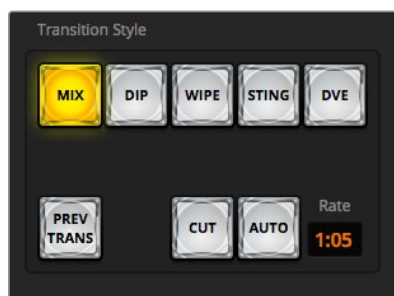 Transition Style
MIX
DIP
WIPE
STING
DVE
PREV
TRANS
CUT
AUTO
Rate
1:05